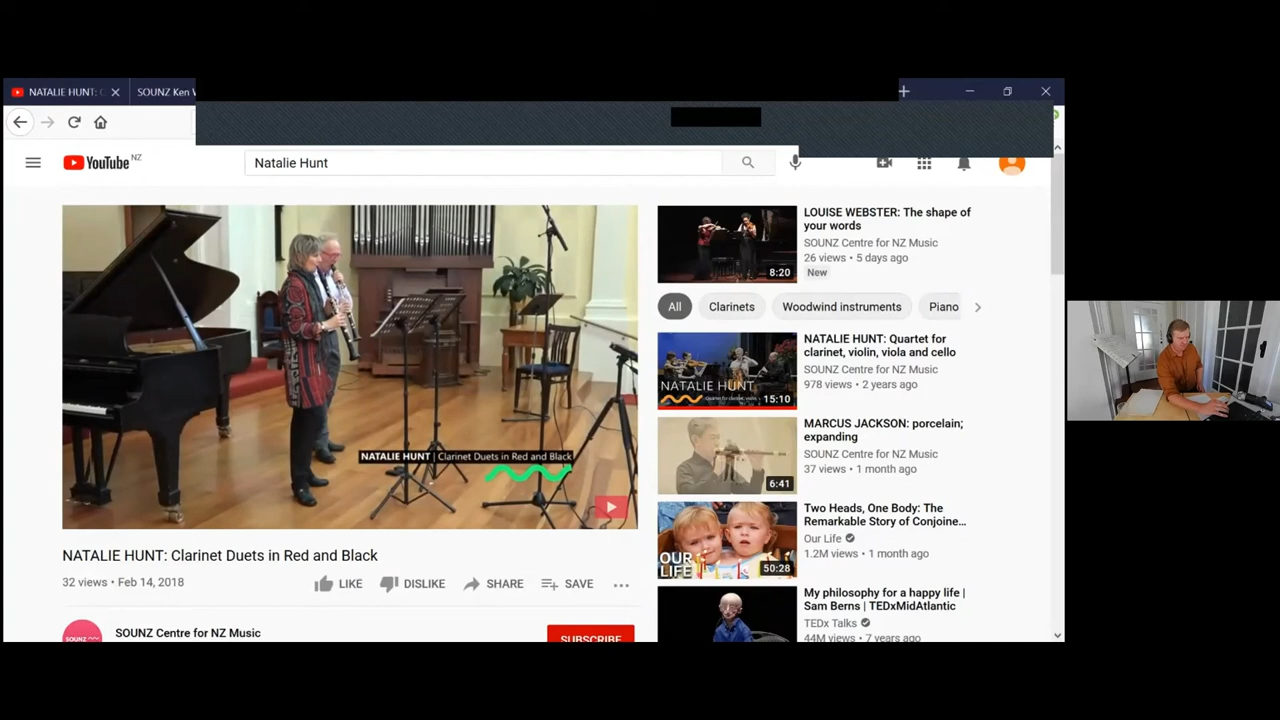 NATALIE HUNT:
SOUNZ Ken
YouTube NZ
Natalie Hunt
NATALIE HUNT | Clarinet Duets in Red and Black
NATALIE HUNT: Clarinet Duets in Red and Black
32 views • Feb 14, 2018
LIKE
DISLIKE
SHARE
SAVE
SOUNZ
SOUNZ Centre for NZ Music
SUBSCRIBE
8:20
LOUISE WEBSTER: The shape of
your words
SOUNZ Centre for NZ Music
26 views • 5 days ago
New
All
Clarinets
Woodwind instruments
Piano
NATALIE HUNT
Quartet for clarinet, violin,
15:10
NATALIE HUNT: Quartet for
clarinet, violin, viola and cello
SOUNZ Centre for NZ Music
978 views • 2 years ago
6:41
MARCUS JACKSON: porcelain;
expanding
SOUNZ Centre for NZ Music
37 views • 1 month ago
OUR
LIFE
50:28
Two Heads, One Body: The
Remarkable Story of Conjoine...
Our Life
1.2M views • 1 month ago
My philosophy for a happy life |
Sam Berns | TEDxMidAtlantic
TEDx Talks
44M views • 7 years ago